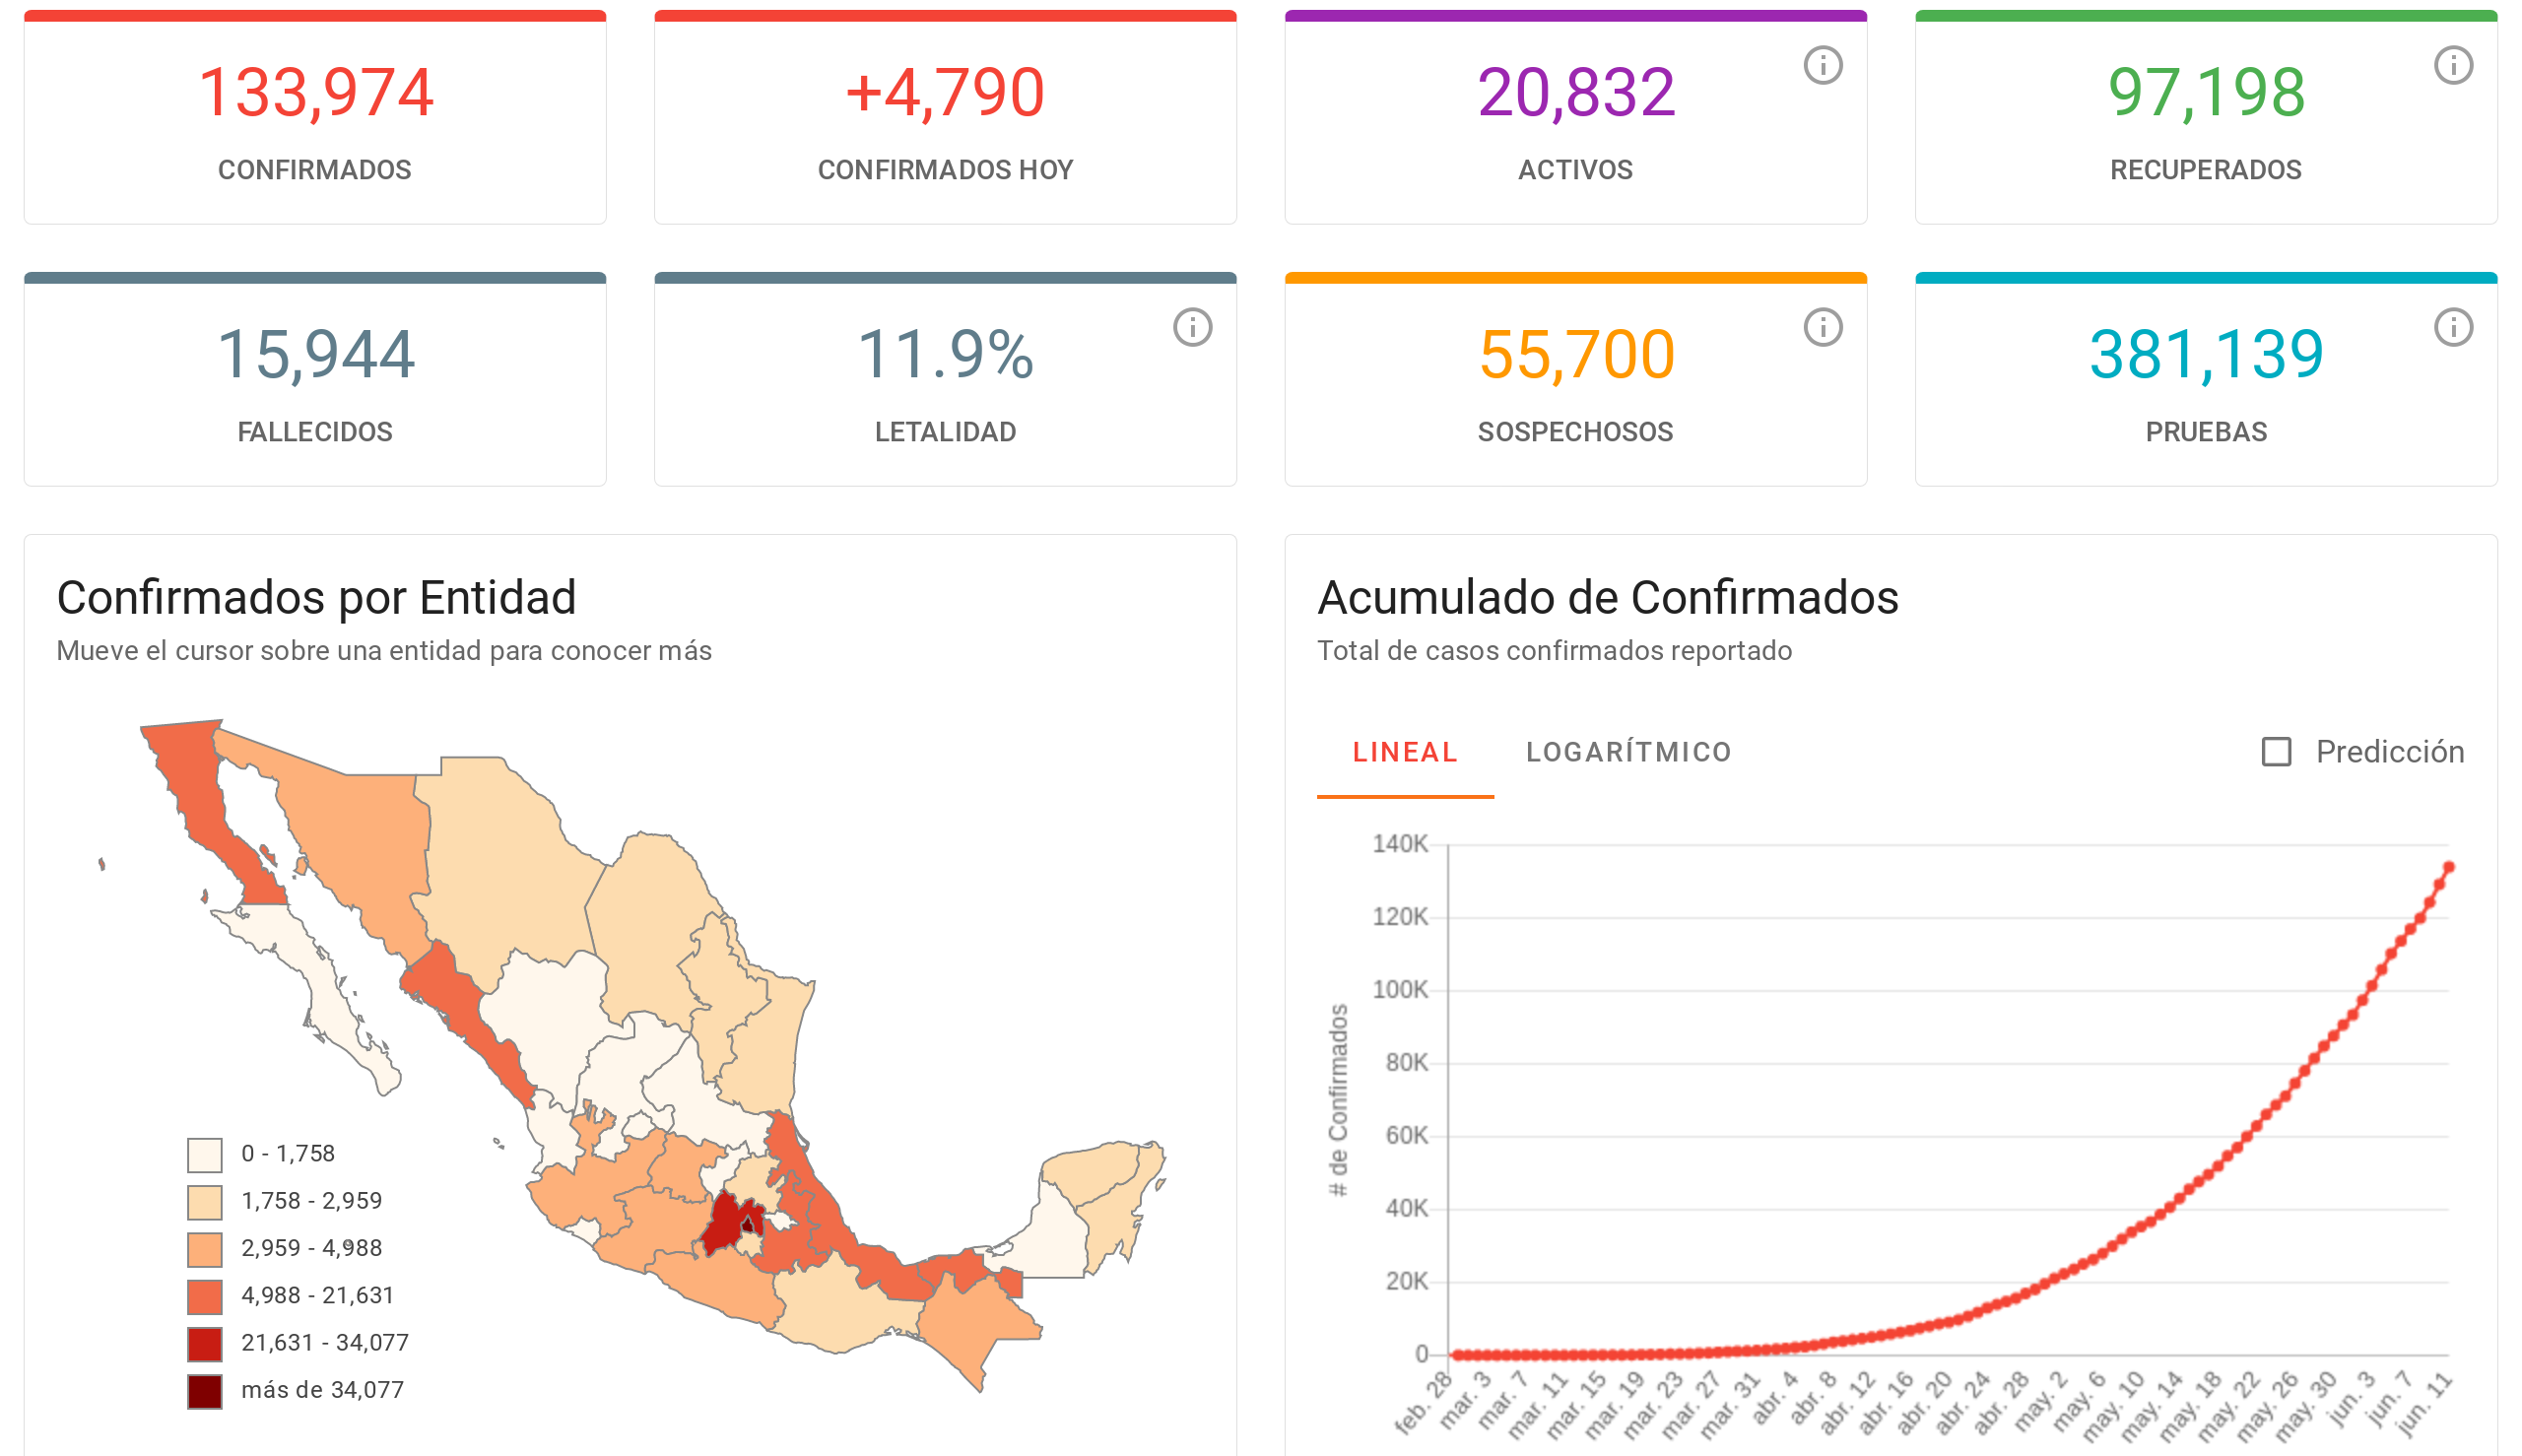 133,974
CONFIRMADOS
+4,790
CONFIRMADOS HOY
20,832
ACTIVOS
97,198
RECUPERADOS
15,944
FALLECIDOS
11.9%
LETALIDAD
55,700
SOSPECHOSOS
381,139
PRUEBAS
Confirmados por Entidad
Mueve el cursor sobre una entidad para conocer más
0 - 1,758
1,758 - 2,959
2,959 - 4,988
4,988 - 21,631
21,631 - 34,077
más de 34,077
Acumulado de Confirmados
Total de casos confirmados reportado
LINEAL
LOGARÍTMICO
Predicción
# de Confirmados
140K
120K
100K
80K
60K
40K
20K
0
feb. 28
mar. 3
mar. 7
mar. 11
mar. 15
mar. 19
mar. 23
mar. 27
mar. 31
abr. 4
abr. 8
abr. 12
abr. 16
abr. 20
abr. 24
abr. 28
may. 2
may. 6
may. 10
may. 14
may. 18
may. 22
may. 26
may. 30
jun. 3
jun. 7
jun. 11